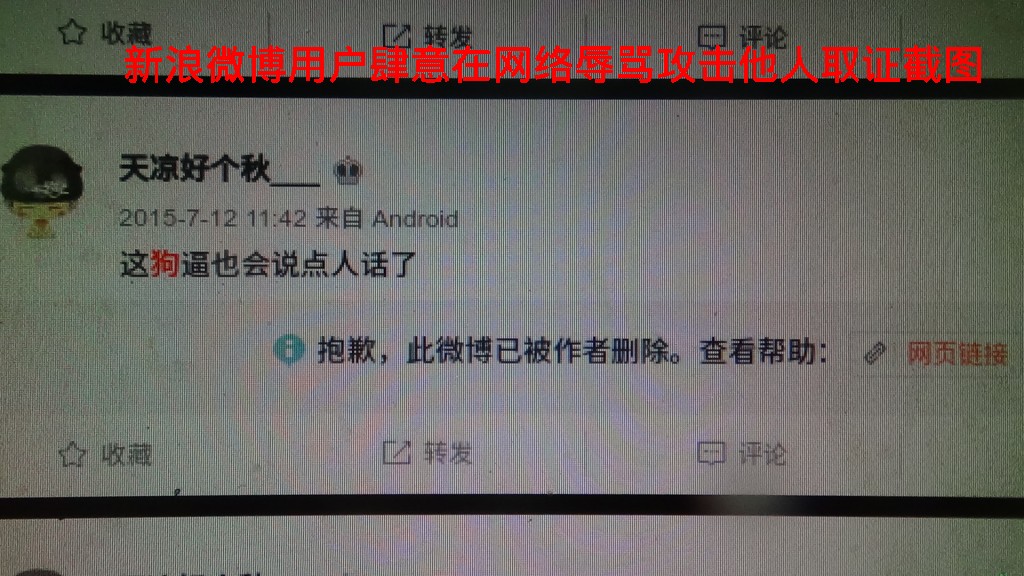 收藏 转发 评论
新浪微博用户肆意在网络辱骂攻击他人取证截图
天凉好个秋___
2015-7-12 11:42 来自 Android
这狗逼也会说点人话了
抱歉，此微博已被作者删除。查看帮助： 网页链接
收藏 转发 评论